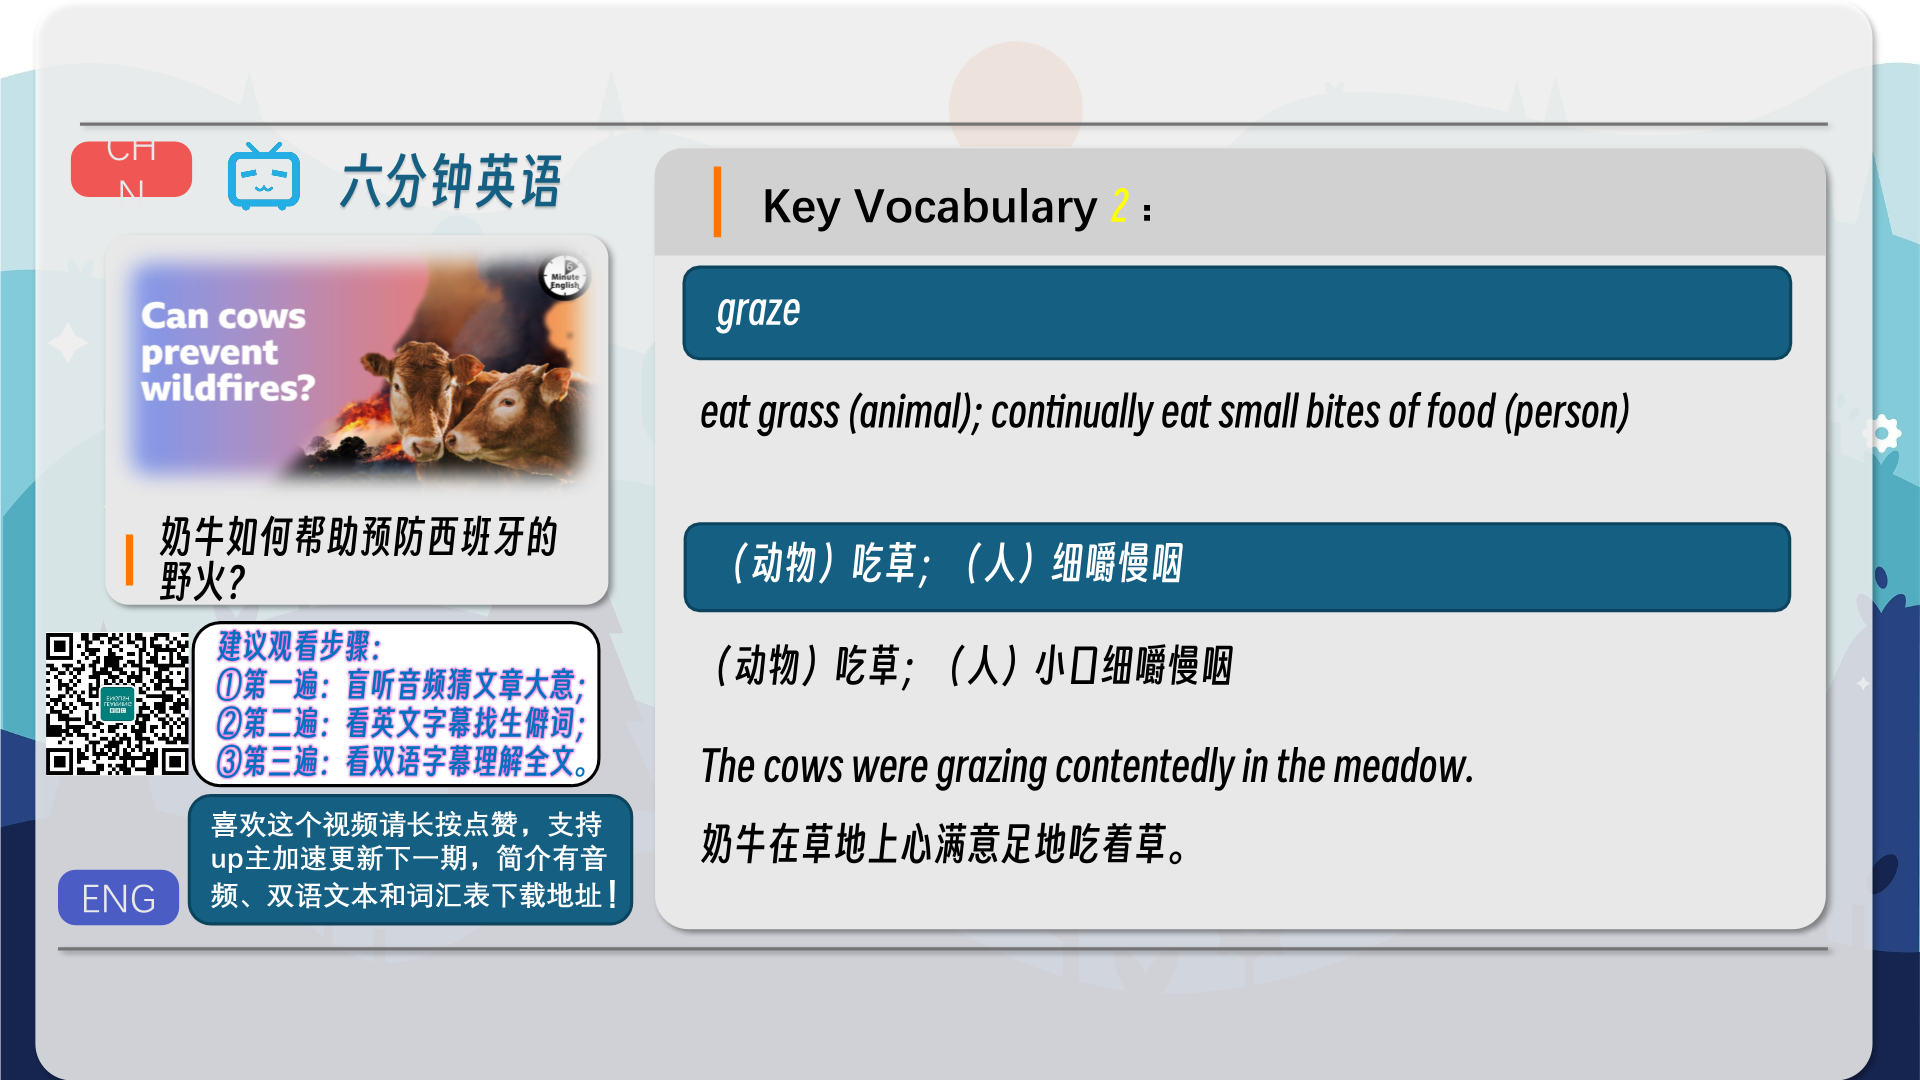 CH
N
六分钟英语
Can cows
prevent
wildfires?
6
Minute
English
奶牛如何帮助预防西班牙的
野火?
建议观看步骤:
①第一遍：盲听音频猜文章大意;
②第二遍：看英文字幕找生僻词;
③第三遍：看双语字幕理解全文。
喜欢这个视频请长按点赞，支持
up主加速更新下一期，简介有音
频、双语文本和词汇表下载地址!
ENG
Key Vocabulary 2：
graze
eat grass (animal); continually eat small bites of food (person)
（动物）吃草；（人）细嚼慢咽
（动物）吃草；（人）小口细嚼慢咽
The cows were grazing contentedly in the meadow.
奶牛在草地上心满意足地吃着草。